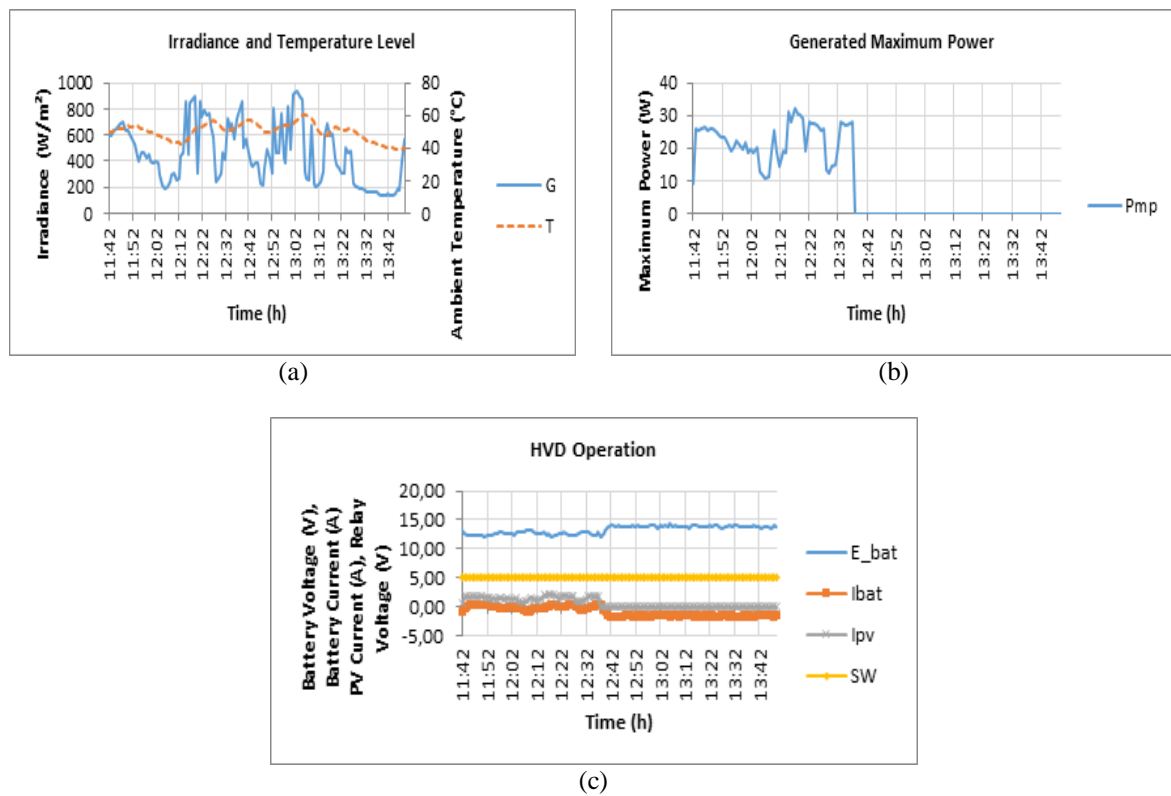 Irradiance and Temperature Level
Irradiance (W/m²)
1000
800
600
400
200
0
80
60
40
20
0
Ambient Temperature (°C)
11:42
11:52
12:02
12:12
12:22
12:32
12:42
12:52
13:02
13:12
13:22
13:32
13:42
Time (h)
G
T
(a)
Generated Maximum Power
Maximum Power (W)
40
30
20
10
0
11:42
11:52
12:02
12:12
12:22
12:32
12:42
12:52
13:02
13:12
13:22
13:32
13:42
Time (h)
Pmp
(b)
HVD Operation
Battery Voltage (V),
Battery Current (A)
PV Current (A), Relay
Voltage (V)
20,00
15,00
10,00
5,00
0,00
-5,00
11:42
11:52
12:02
12:12
12:22
12:32
12:42
12:52
13:02
13:12
13:22
13:32
13:42
Time (h)
E_bat
Ibat
Ipv
SW
(c)